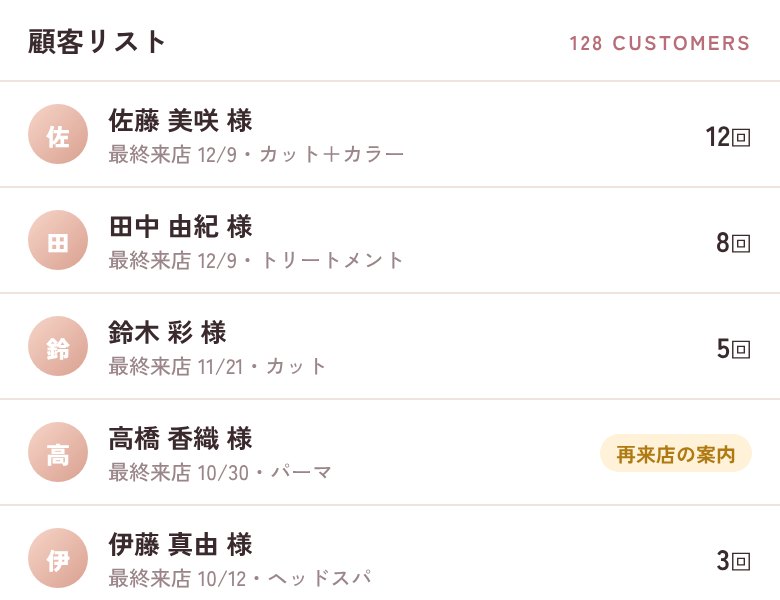 顧客リスト
128 CUSTOMERS
佐
佐藤 美咲 様
最終来店 12/9・カット＋カラー
12回
田
田中 由紀 様
最終来店 12/9・トリートメント
8回
鈴
鈴木 彩 様
最終来店 11/21・カット
5回
高
高橋 香織 様
最終来店 10/30・パーマ
再来店の案内
伊
伊藤 真由 様
最終来店 10/12・ヘッドスパ
3回